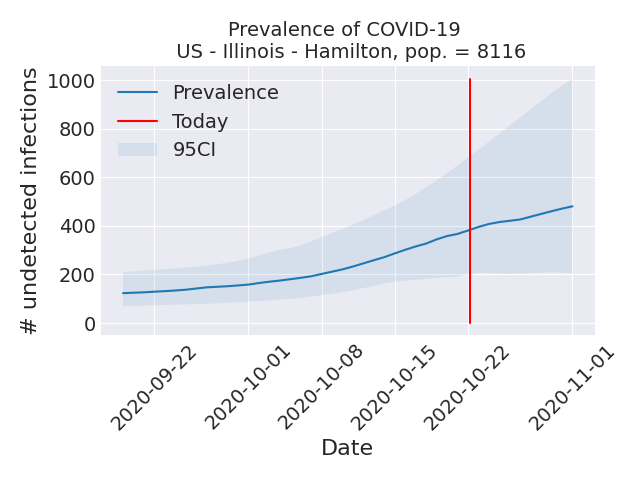 Prevalence of COVID-19
US - Illinois - Hamilton, pop. = 8116
# undetected infections
1000
800
600
400
200
0
Prevalence
Today
95CI
2020-09-22
2020-10-01
2020-10-08
2020-10-15
2020-10-22
2020-11-01
Date